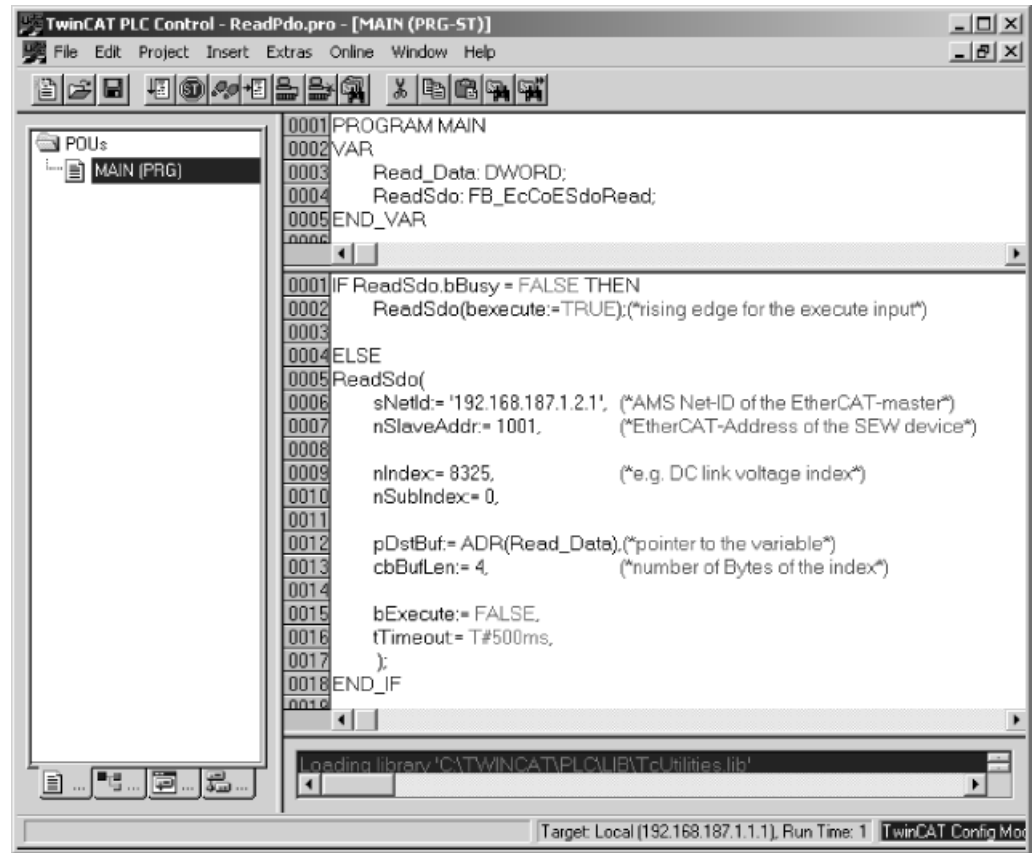 TwinCAT PLC Control - ReadPdo.pro - [MAIN (PRG-ST)]
File Edit Project Insert Extras Online Window Help
POUs
MAIN (PRG)
0001 PROGRAM MAIN
0002 VAR
0003 Read_Data: DWORD;
0004 ReadSdo: FB_EcCoESdoRead;
0005 END_VAR
0006
0001 IF ReadSdo.bBusy = FALSE THEN
0002 ReadSdo(bexecute:=TRUE);(*rising edge for the execute input*)
0003
0004 ELSE
0005 ReadSdo(
0006 sNetId:= '192.168.187.1.2.1', (*AMS Net-ID of the EtherCAT-master*)
0007 nSlaveAddr:= 1001, (*EtherCAT-Address of the SEW device*)
0008
0009 nIndex:= 8325, (*e.g. DC link voltage index*)
0010 nSubIndex:= 0,
0011
0012 pDstBuf:= ADR(Read_Data),(*pointer to the variable*)
0013 cbBufLen:= 4, (*number of Bytes of the index*)
0014
0015 bExecute:= FALSE,
0016 tTimeout:= T#500ms,
0017 );
0018 END_IF
0019
Loading library 'C:\TWINCAT\PLC\LIB\TcUtilities.lib'
... ... ... ...
Target: Local (192.168.187.1.1.1), Run Time: 1 TwinCAT Config Mod